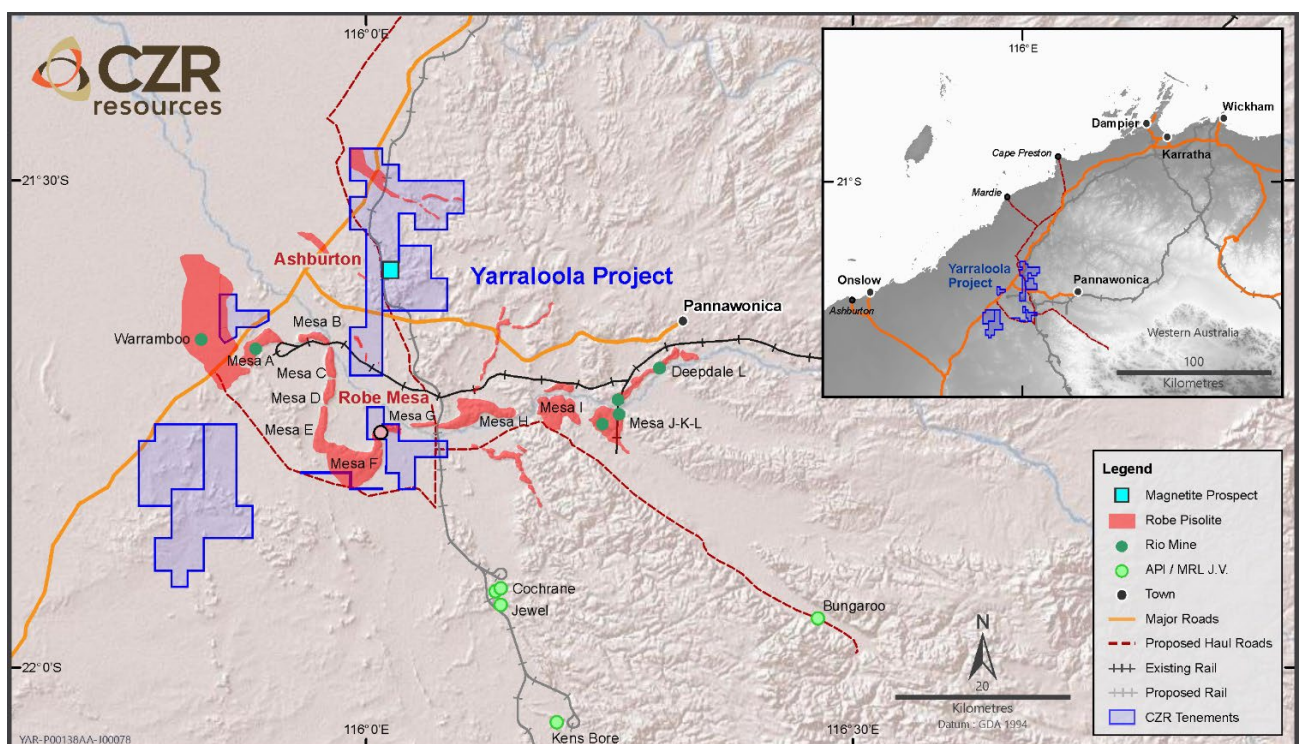 CZR
resources
116°0'E
21°30'S
Ashburton
Yarraloola Project
Pannawonica
Warramboo
Mesa A
Mesa B
Mesa C
Mesa D
Mesa E
Mesa F
Robe Mesa
Mesa G
Mesa H
Mesa I
Deepdale L
Mesa J-K-L
Cochrane
Jewel
Bungaroo
Kens Bore
22°0'S
116°0'E
116°30'E
YAR-P00138AA-J00078
N
20
Kilometres
Datum : GDA 1994
116°E
21°S
Dampier
Wickham
Karratha
Cape Preston
Mardie
Onslow
Ashburton
Yarraloola
Project
Pannawonica
Western Australia
100
Kilometres
Legend
Magnetite Prospect
Robe Pisolite
Rio Mine
API / MRL J.V.
Town
Major Roads
Proposed Haul Roads
Existing Rail
Proposed Rail
CZR Tenements